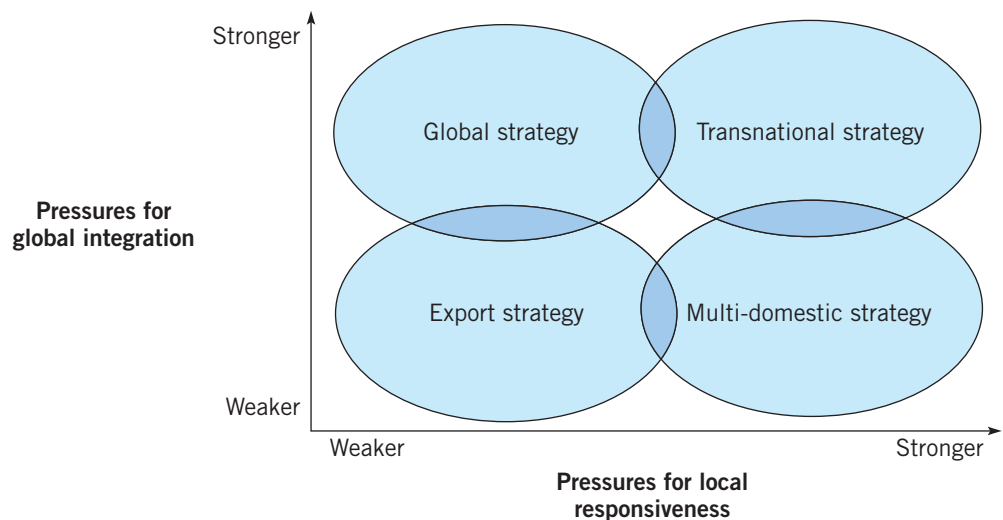 Stronger
Global strategy
Transnational strategy
Pressures for
global integration
Export strategy
Multi-domestic strategy
Weaker
Weaker
Stronger
Pressures for local
responsiveness